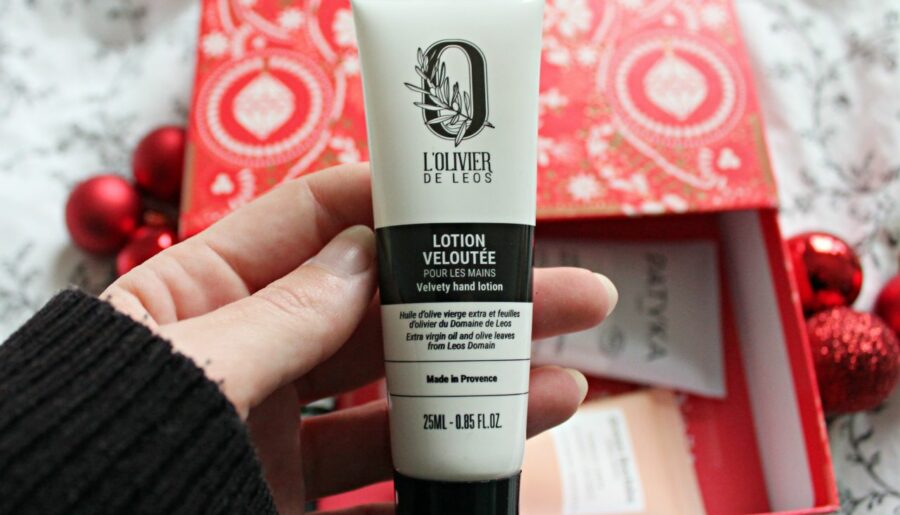 L'OLIVIER
DE LEOS
LOTION
VELOUTÉE
POUR LES MAINS
Velvety hand lotion
Huile d'olive vierge extra et feuilles
d'olivier du Domaine de Leos
Extra virgin oil and olive leaves
from Leos Domain
Made in Provence
25ML - 0.85 FL.OZ.
PATYKA